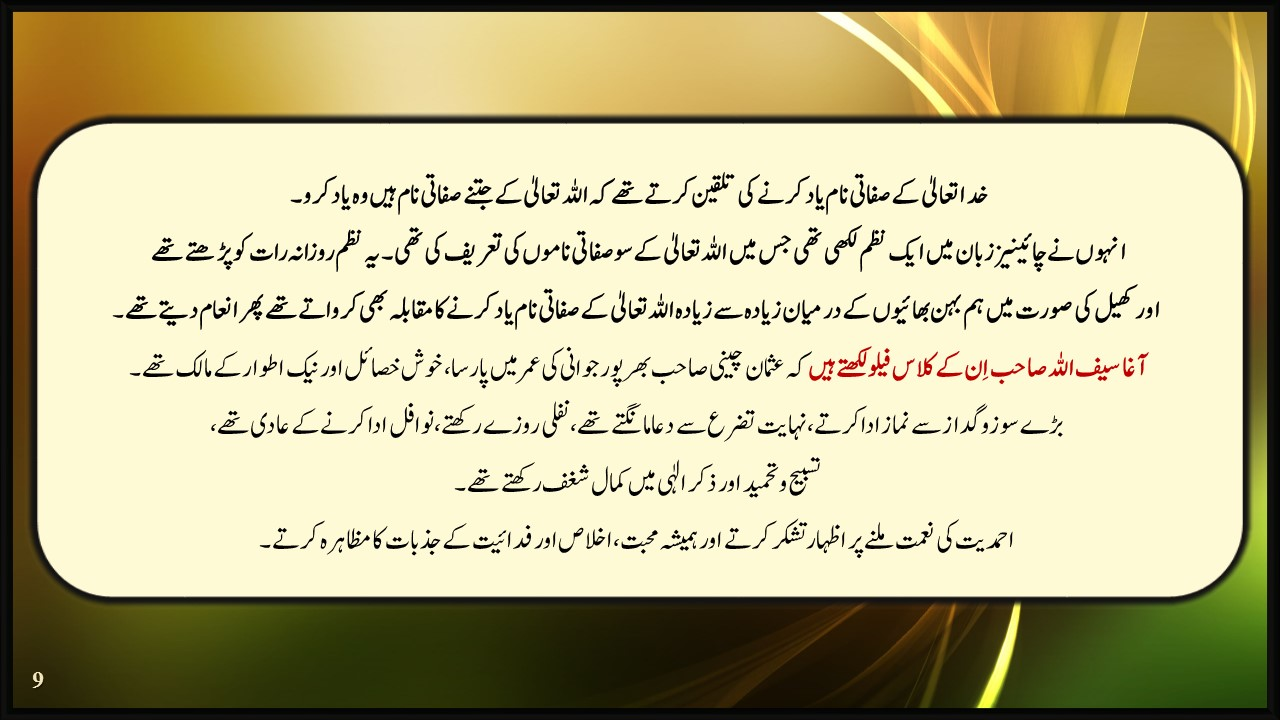 خدا تعالیٰ کے صفاتی نام یاد کرنے کی تلقین کرتے تھے کہ اللہ تعالیٰ کے جتنے صفاتی نام ہیں وہ یاد کرو۔
انہوں نے چائینیز زبان میں ایک نظم لکھی تھی جس میں اللہ تعالیٰ کے سو صفاتی ناموں کی تعریف کی تھی۔ یہ نظم روزانہ رات کو پڑھتے تھے
اور کھیل کی صورت میں ہم بہن بھائیوں کے درمیان زیادہ سے زیادہ اللہ تعالیٰ کے صفاتی نام یاد کرنے کا مقابلہ بھی کرواتے تھے پھر انعام دیتے تھے۔
آغا سیف اللہ صاحب اِن کے کلاس فیلو لکھتے ہیں کہ عثمان چینی صاحب بھر پور جوانی کی عمر میں پارسا، خوش خصائل اور نیک اطوار کے مالک تھے۔
بڑے سوز و گداز سے نماز ادا کرتے، نہایت تضرع سے دعا مانگتے تھے، نفلی روزے رکھتے، نوافل ادا کرنے کے عادی تھے،
تسبیح و تحمید اور ذکر الٰہی میں کمال شغف رکھتے تھے۔
احمدیت کی نعمت ملنے پر اظہار تشکر کرتے اور ہمیشہ محبت، اخلاص اور فدائیت کے جذبات کا مظاہرہ کرتے۔
9